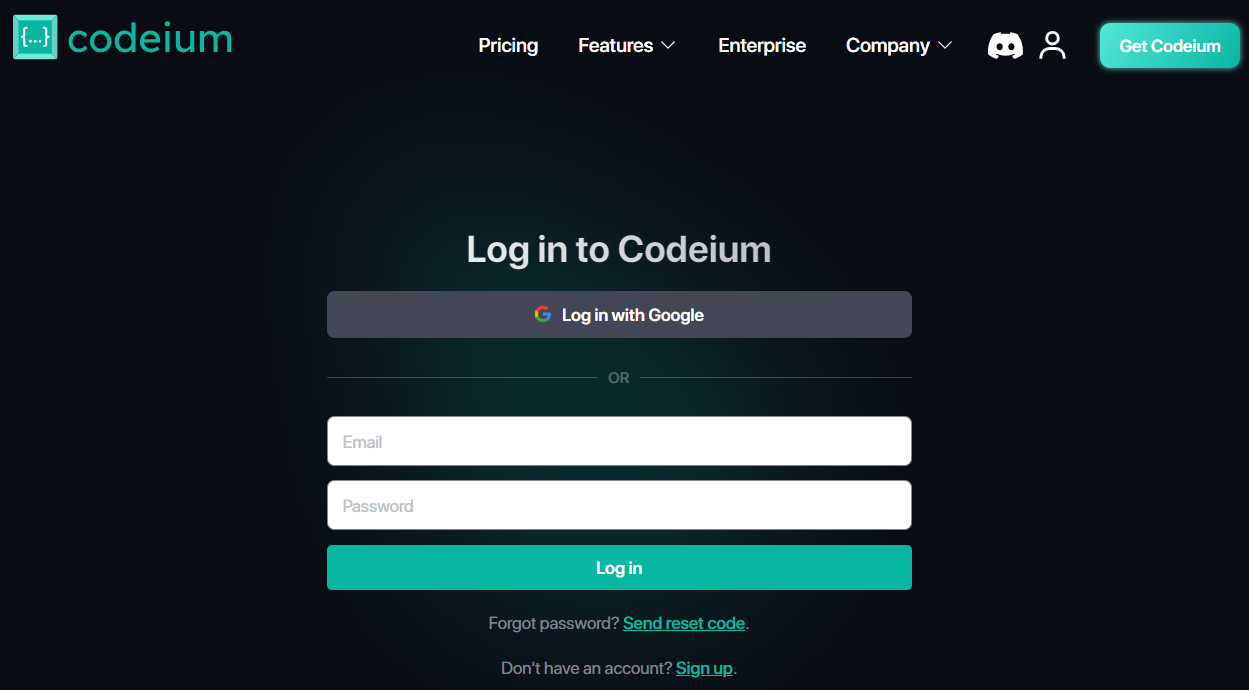 {...} codeium
Pricing Features Enterprise Company Get Codeium
Log in to Codeium
Log in with Google
OR
Email
Password
Log in
Forgot password? Send reset code.
Don't have an account? Sign up.